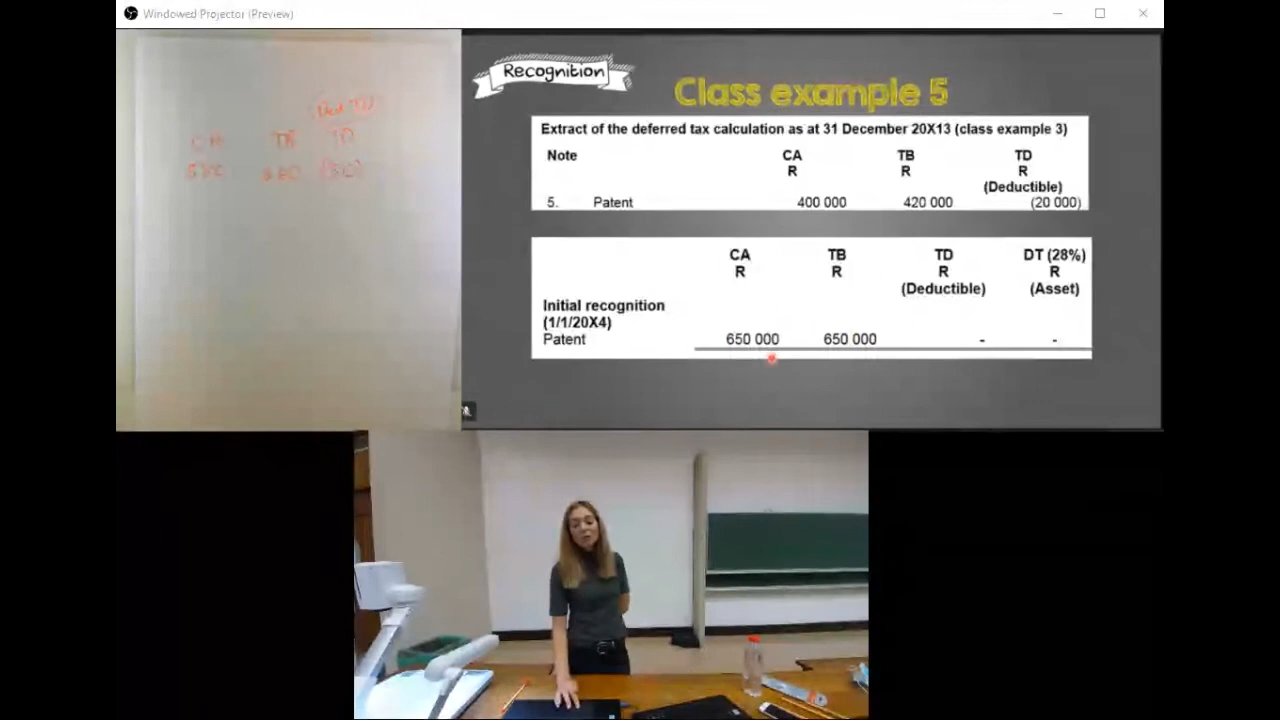 Windowed Projector (Preview)
Recognition
Class example 5
Extract of the deferred tax calculation as at 31 December 20X13 (class example 3)
Note CA TB TD
R R R
(Deductible)
5. Patent 400 000 420 000 (20 000)
CA TB TD DT (28%)
R R R R
(Deductible) (Asset)
Initial recognition
(1/1/20X4)
Patent 650 000 650 000 - -
TB TD